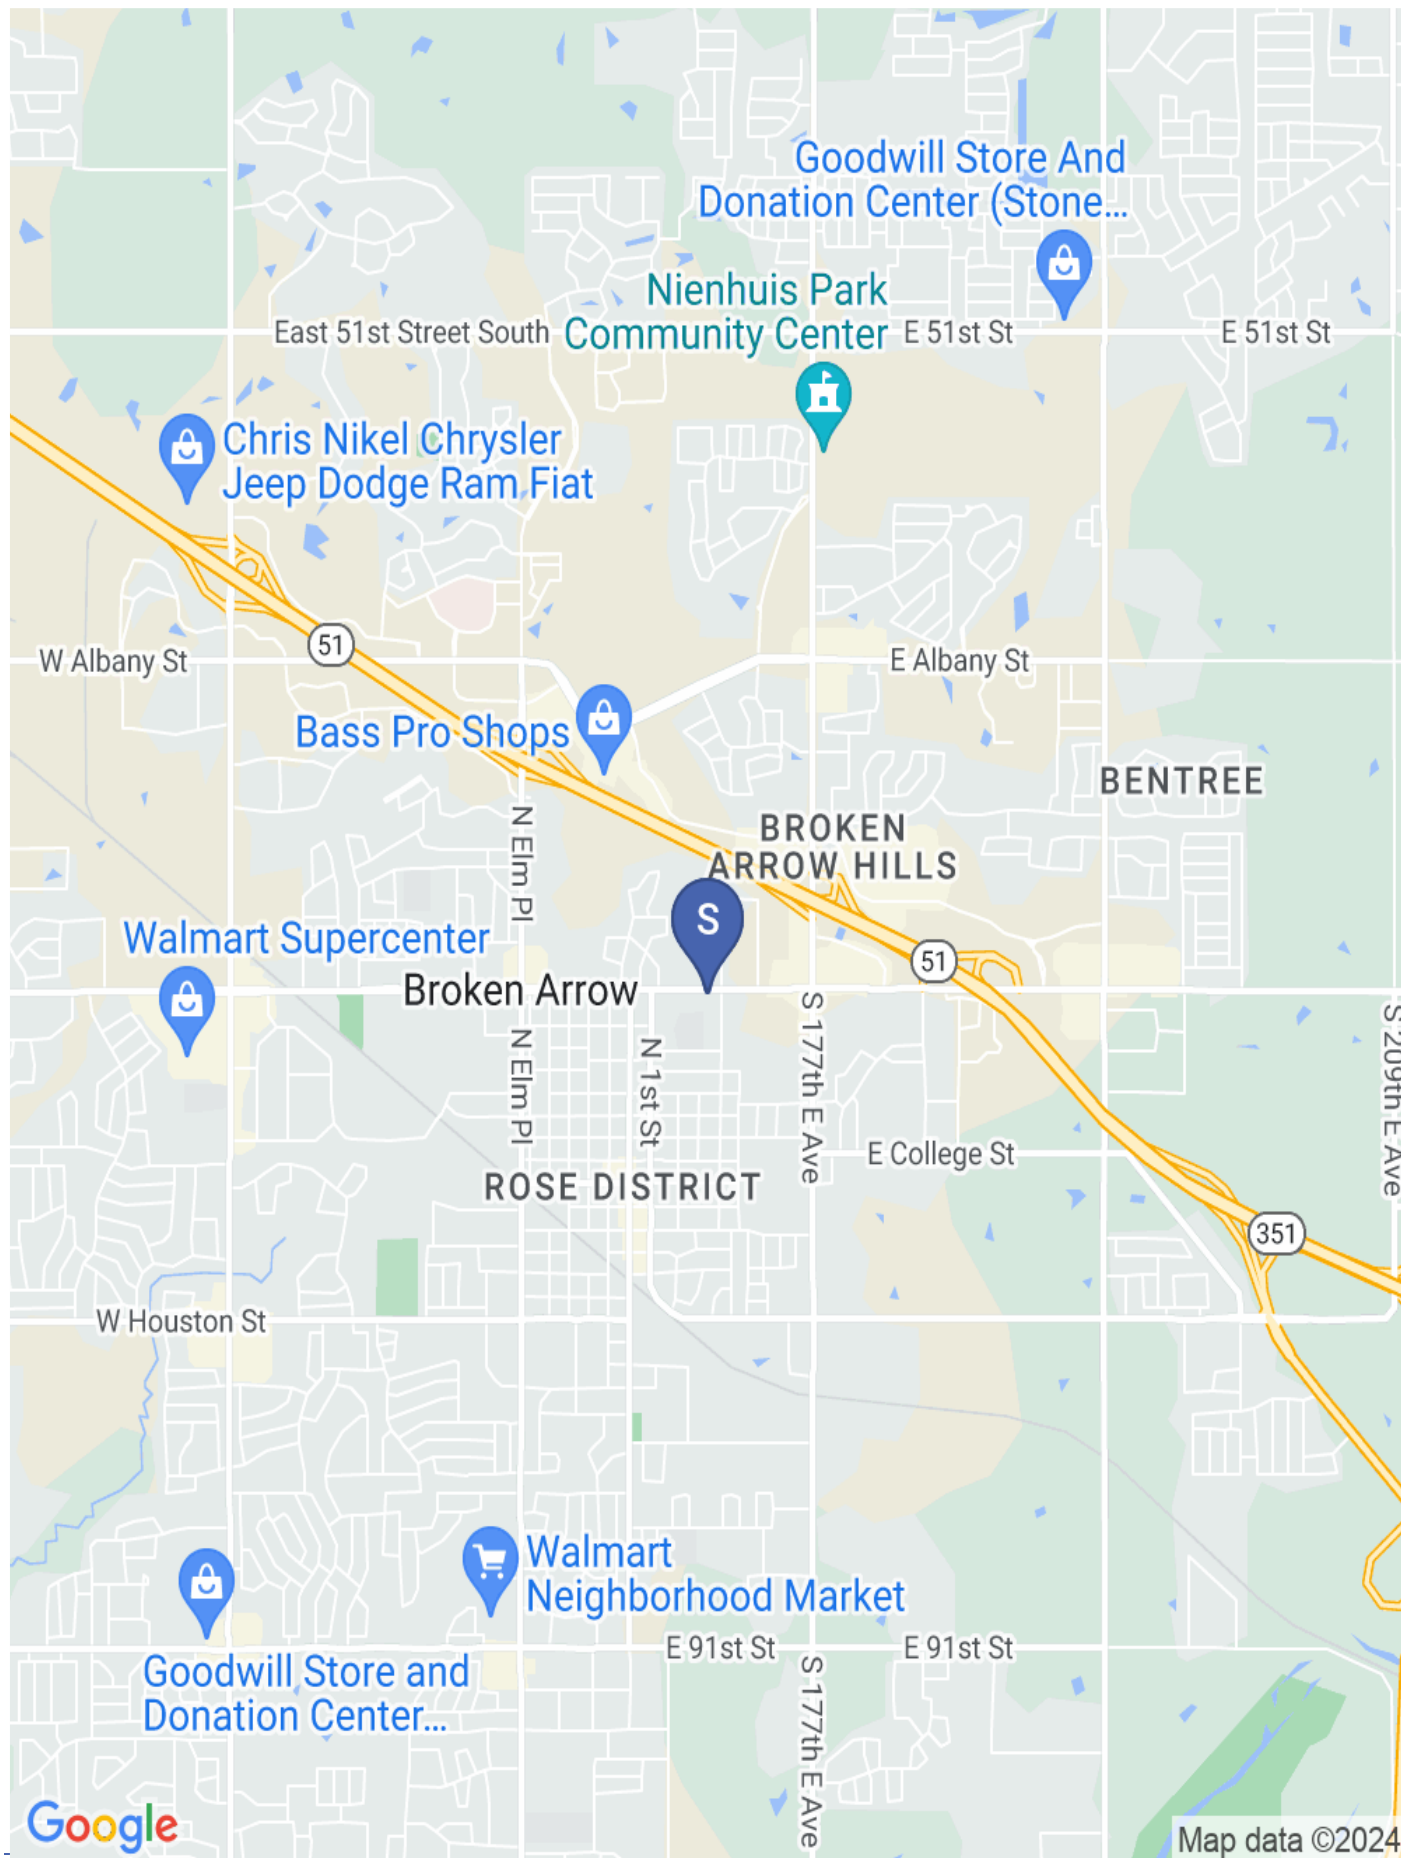 Goodwill Store And
Donation Center (Stone...
Nienhuis Park
Community Center
East 51st Street South
E 51st St
E 51st St
Chris Nikel Chrysler
Jeep Dodge Ram Fiat
51
W Albany St
E Albany St
Bass Pro Shops
BENTREE
BROKEN
ARROW HILLS
N Elm Pl
S
Walmart Supercenter
51
Broken Arrow
S 177th E Ave
S 209th E Ave
N Elm Pl
N 1st St
E College St
ROSE DISTRICT
351
W Houston St
Walmart
Neighborhood Market
E 91st St
E 91st St
Goodwill Store and
Donation Center...
S 177th E Ave
Google
Map data ©2024